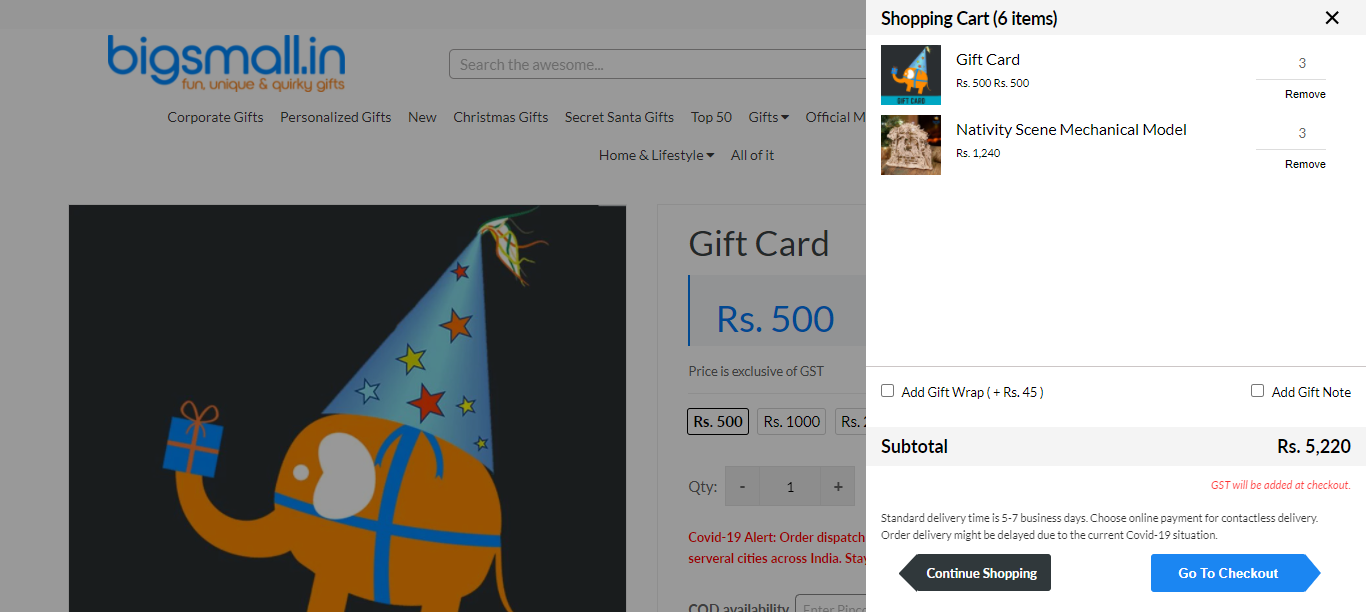 bigsmall.in
fun, unique & quirky gifts
Search the awesome...
Corporate Gifts Personalized Gifts New Christmas Gifts Secret Santa Gifts Top 50 Gifts Official M
Home & Lifestyle All of it
Gift Card
Rs. 500
Price is exclusive of GST
Rs. 500 Rs. 1000 Rs.
Qty: - 1 +
Covid-19 Alert: Order dispatch
serveral cities across India. Stay
COD availability Enter Pinco
Shopping Cart (6 items)
GIFT CARD
Gift Card
Rs. 500 Rs. 500
3
Remove
Nativity Scene Mechanical Model
Rs. 1,240
3
Remove
Add Gift Wrap ( + Rs. 45 ) Add Gift Note
Subtotal Rs. 5,220
GST will be added at checkout.
Standard delivery time is 5-7 business days. Choose online payment for contactless delivery.
Order delivery might be delayed due to the current Covid-19 situation.
Continue Shopping Go To Checkout